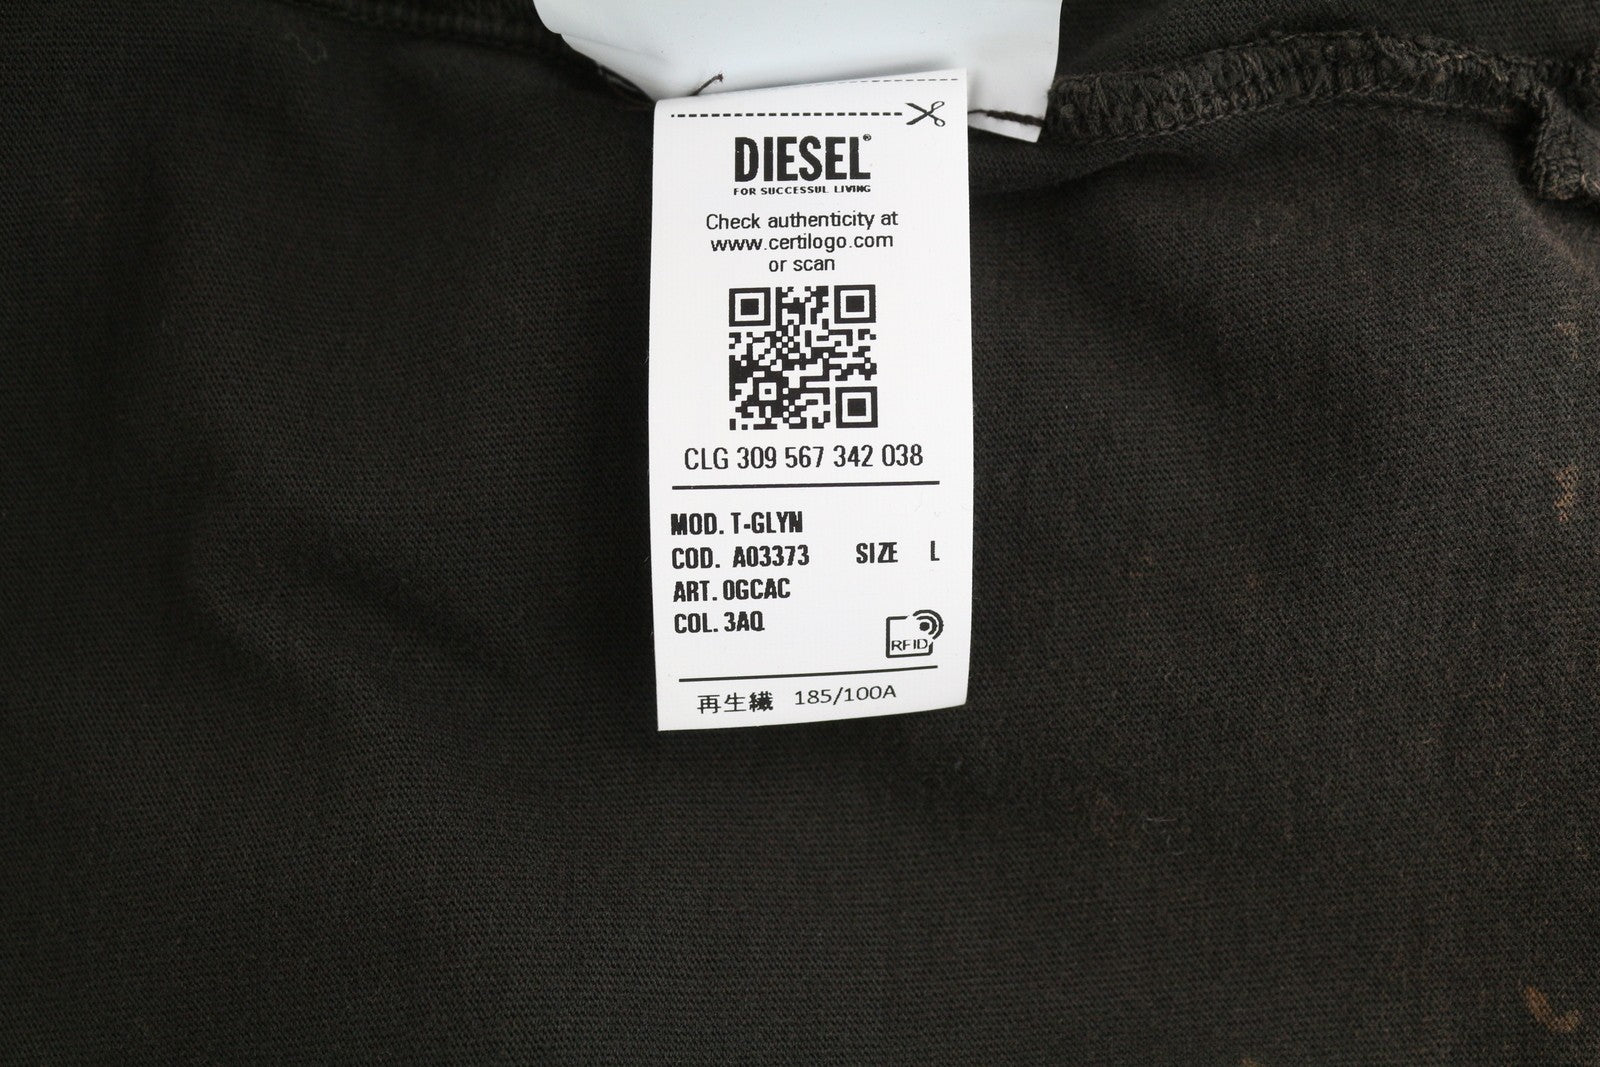 DIESEL®
FOR SUCCESSUL LIVING
Check authenticity at
www.certilogo.com
or scan
CLG 309 567 342 038
MOD. T-GLYN
COD. A03373 SIZE L
ART. 0GCAC
COL. 3AQ
RFID
再生繊 185/100A